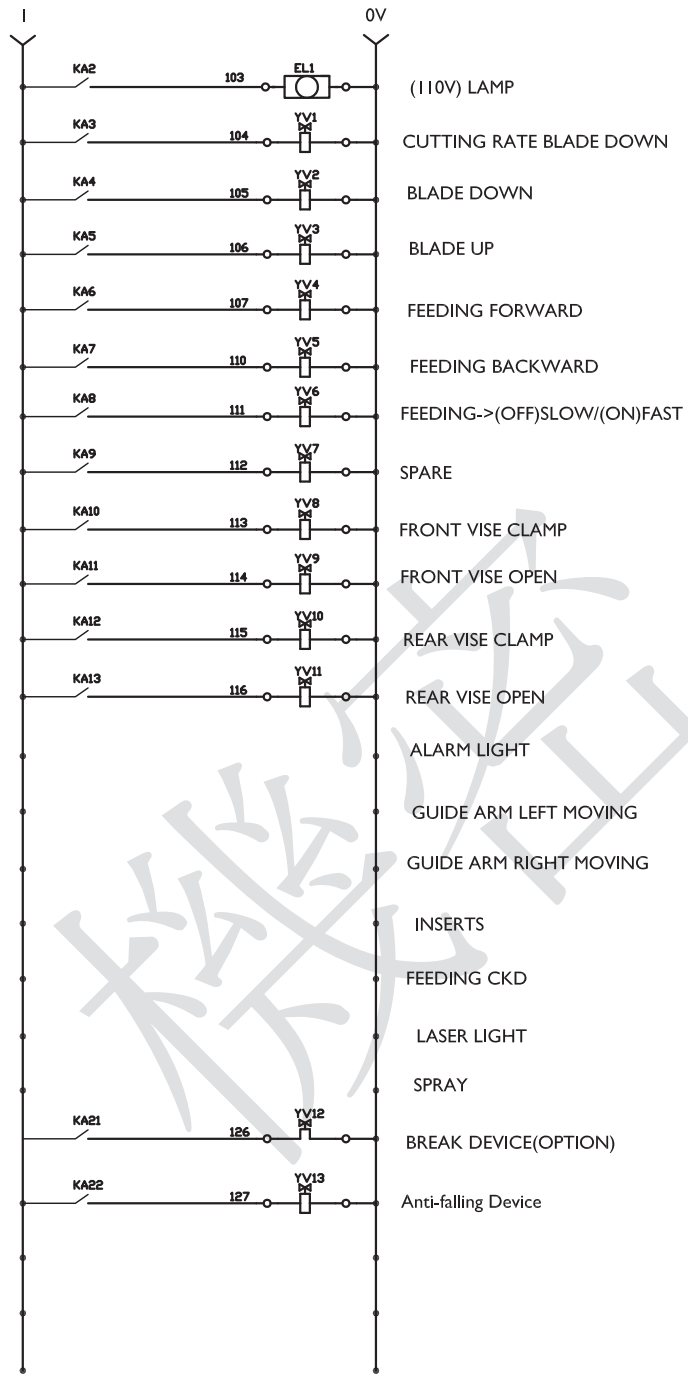 1 0V
KA2 103 EL1 (110V) LAMP
KA3 104 YV1 CUTTING RATE BLADE DOWN
KA4 105 YV2 BLADE DOWN
KA5 106 YV3 BLADE UP
KA6 107 YV4 FEEDING FORWARD
KA7 110 YV5 FEEDING BACKWARD
KA8 111 YV6 FEEDING->(OFF)SLOW/(ON)FAST
KA9 112 YV7 SPARE
KA10 113 YV8 FRONT VISE CLAMP
KA11 114 YV9 FRONT VISE OPEN
KA12 115 YV10 REAR VISE CLAMP
KA13 116 YV11 REAR VISE OPEN
ALARM LIGHT
GUIDE ARM LEFT MOVING
GUIDE ARM RIGHT MOVING
INSERTS
FEEDING CKD
LASER LIGHT
SPRAY
KA21 126 YV12 BREAK DEVICE(OPTION)
KA22 127 YV13 Anti-falling Device
機密